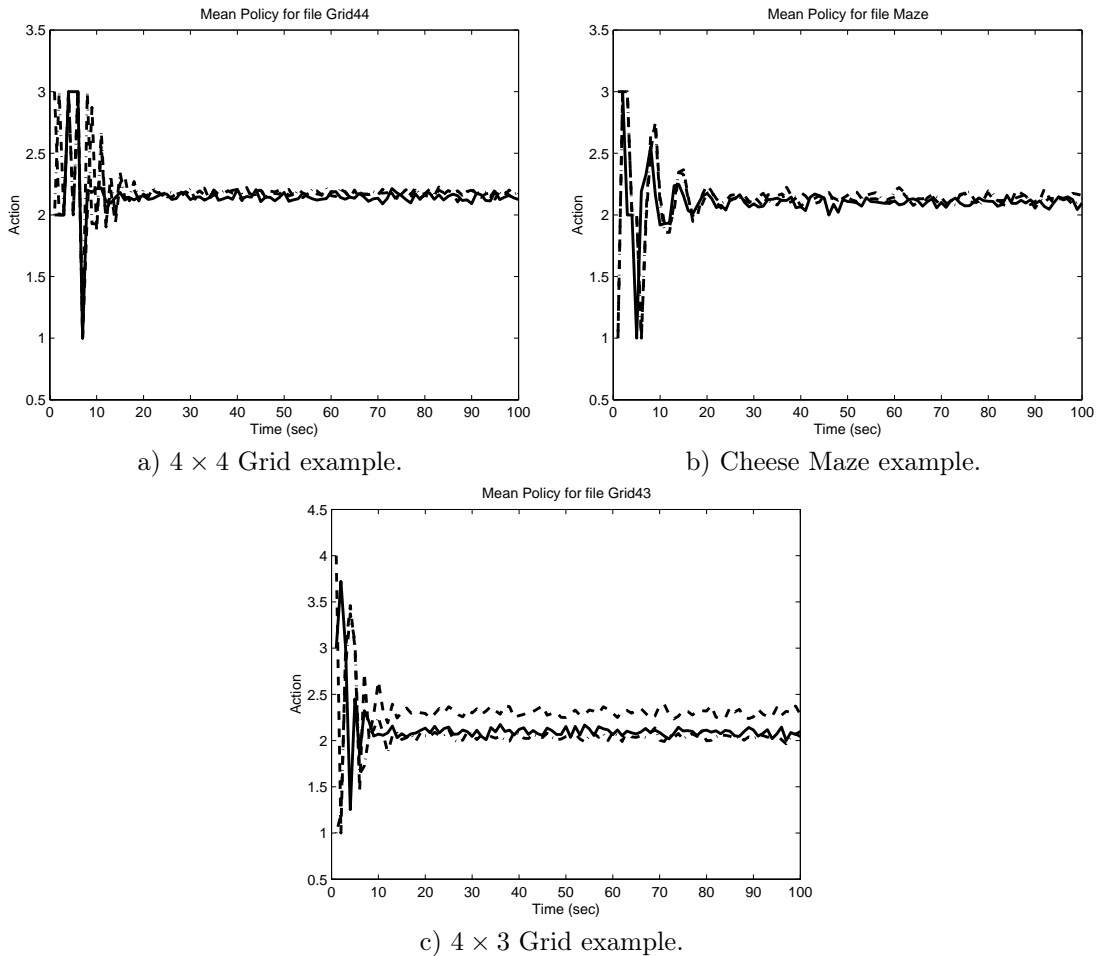 Mean Policy for file Grid44
3.5
3
2.5
2
1.5
1
0.5
Action
0 10 20 30 40 50 60 70 80 90 100
Time (sec)
a) 4 × 4 Grid example.
Mean Policy for file Maze
3.5
3
2.5
2
1.5
1
0.5
Action
0 10 20 30 40 50 60 70 80 90 100
Time (sec)
b) Cheese Maze example.
Mean Policy for file Grid43
4.5
4
3.5
3
2.5
2
1.5
1
0.5
Action
0 10 20 30 40 50 60 70 80 90 100
Time (sec)
c) 4 × 3 Grid example.